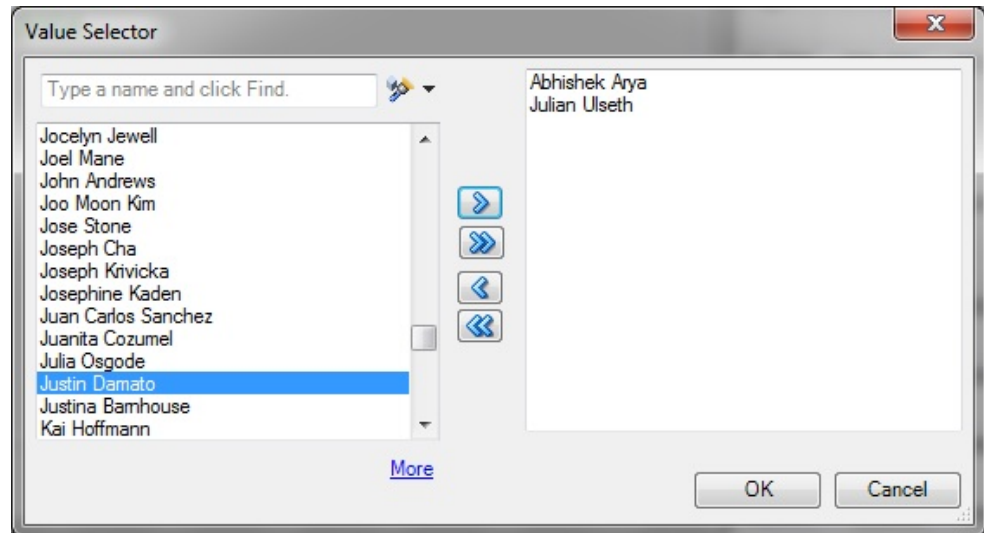 Value Selector
Type a name and click Find.
Jocelyn Jewell
Joel Mane
John Andrews
Joo Moon Kim
Jose Stone
Joseph Cha
Joseph Krivicka
Josephine Kaden
Juan Carlos Sanchez
Juanita Cozumel
Julia Osgode
Justin Damato
Justina Barnhouse
Kai Hoffmann
More
Abhishek Arya
Julian Ulseth
OK
Cancel